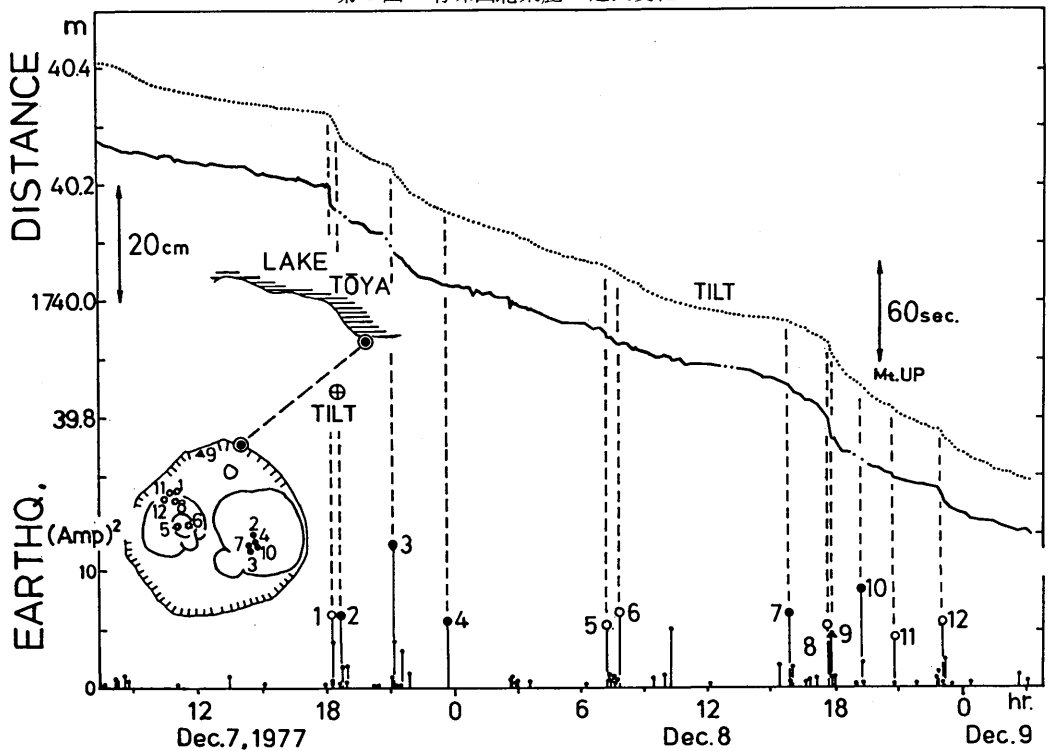 m
40.4
DISTANCE
40.2
20cm
LAKE
TŌYA
1740.0
TILT
60sec.
Mt.UP
TILT
39.8
9
11 1
12 8
5 6
2
7 4
10
3
EARTHQ.
(Amp)²
10
0
1 2
3
4
5 6
7
8 9
10
11
12
12 18 0 6 12 18 0 hr.
Dec.7,1977 Dec.8 Dec.9